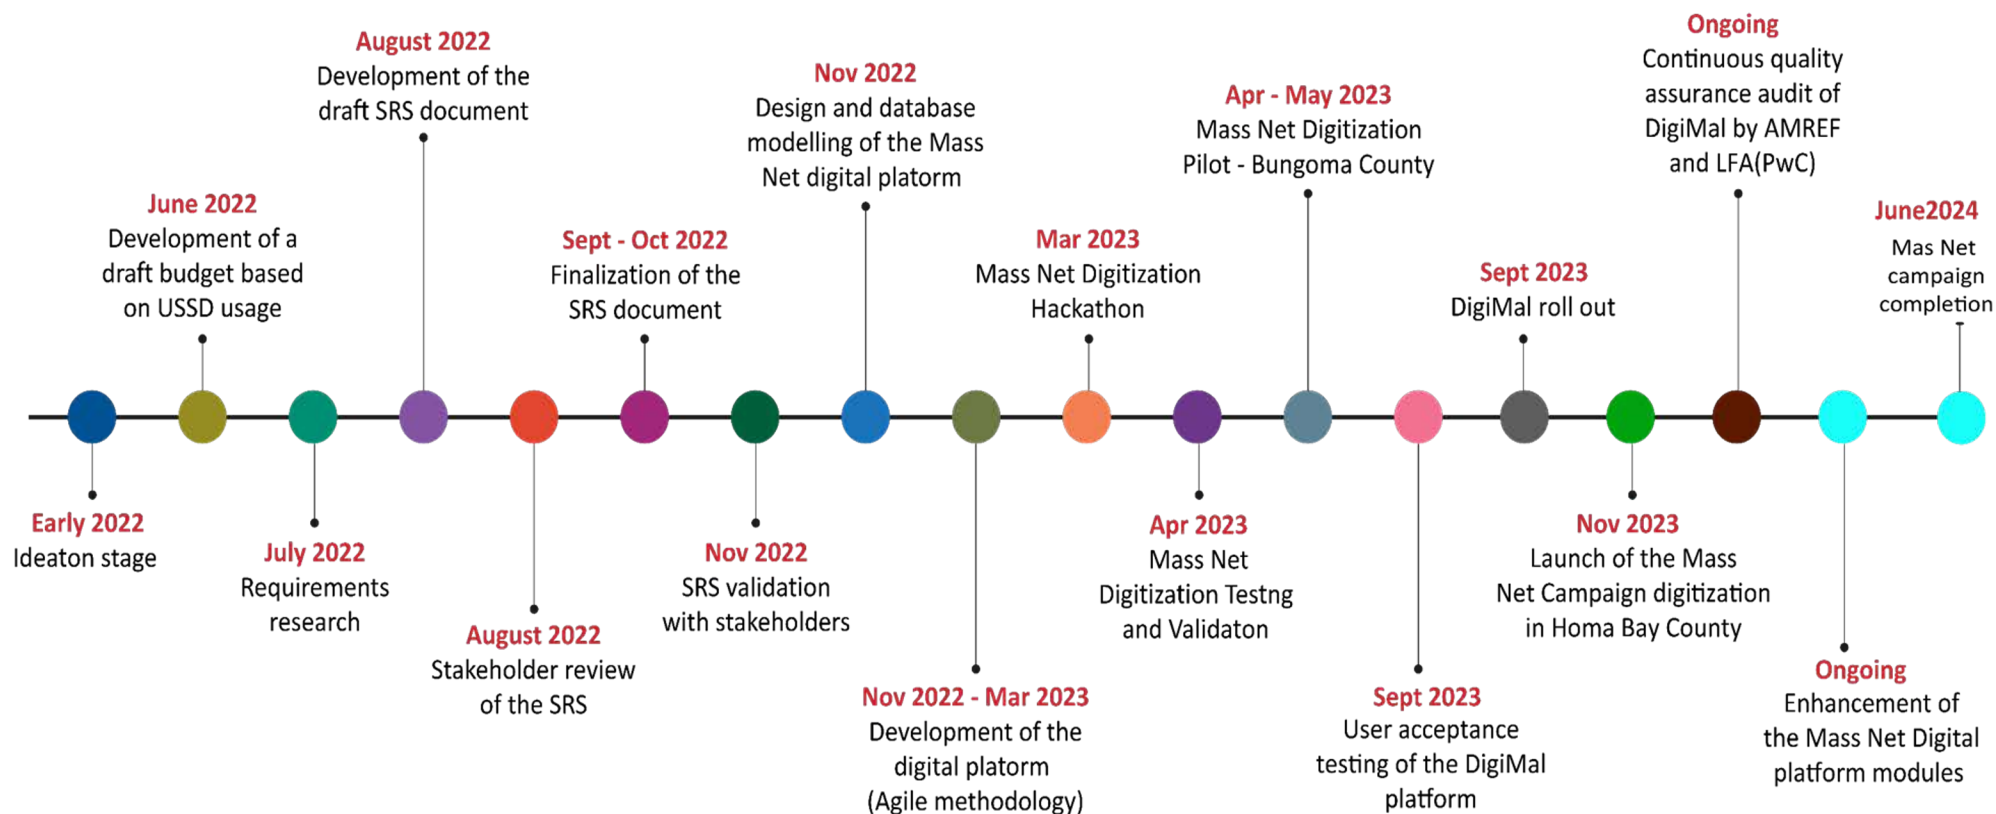 Early 2022
Ideaton stage
June 2022
Development of a
draft budget based
on USSD usage
July 2022
Requirements
research
August 2022
Development of the
draft SRS document
August 2022
Stakeholder review
of the SRS
Sept - Oct 2022
Finalization of the
SRS document
Nov 2022
SRS validation
with stakeholders
Nov 2022
Design and database
modelling of the Mass
Net digital platorm
Nov 2022 - Mar 2023
Development of the
digital platorm
(Agile methodology)
Mar 2023
Mass Net Digitization
Hackathon
Apr 2023
Mass Net
Digitization Testng
and Validaton
Apr - May 2023
Mass Net Digitization
Pilot - Bungoma County
Sept 2023
User acceptance
testing of the DigiMal
platform
Sept 2023
DigiMal roll out
Nov 2023
Launch of the Mass
Net Campaign digitization
in Homa Bay County
Ongoing
Continuous quality
assurance audit of
DigiMal by AMREF
and LFA(PwC)
Ongoing
Enhancement of
the Mass Net Digital
platform modules
June2024
Mas Net
campaign
completion